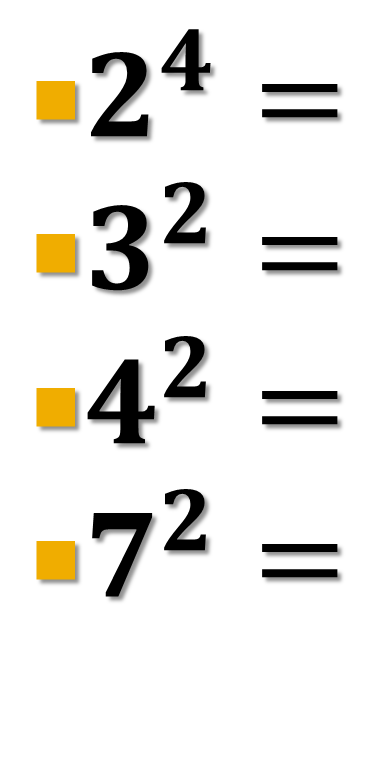 ▪2⁴ =
▪3² =
▪4² =
▪7² =